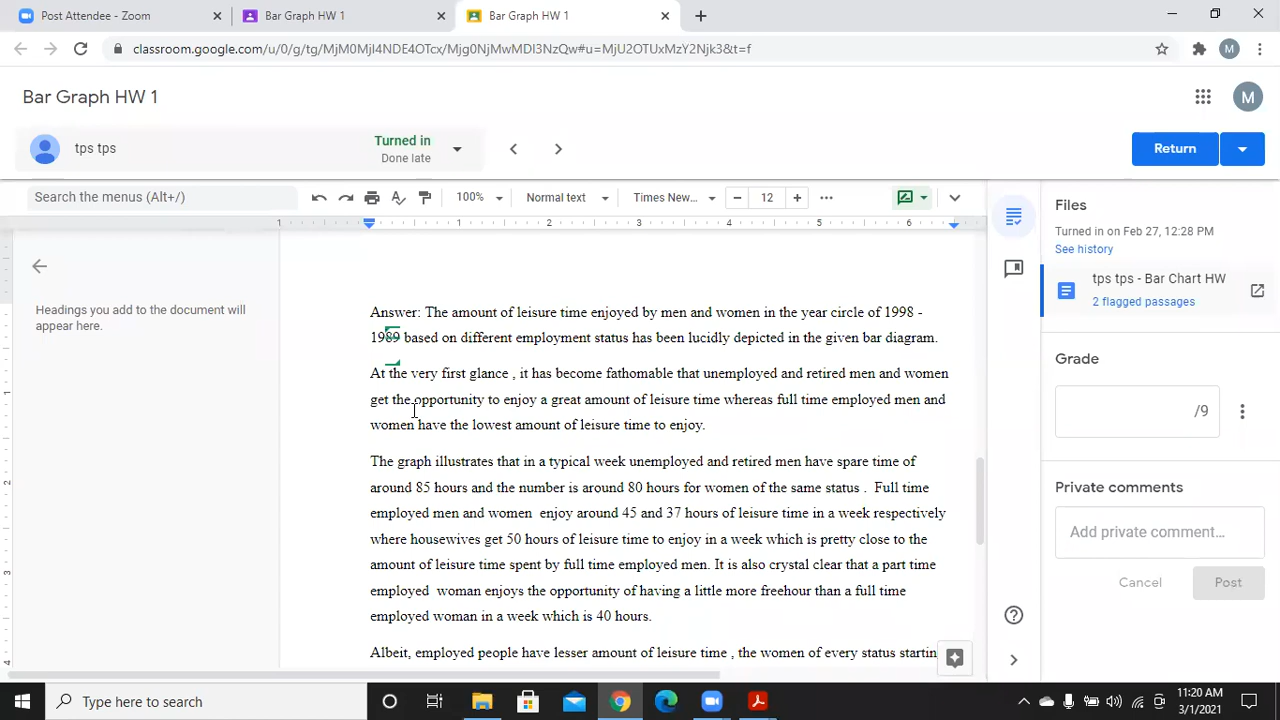 Post Attendee - Zoom
Bar Graph HW 1
Bar Graph HW 1
classroom.google.com/u/0/g/tg/MjM0MjI4NDE4OTcx/Mjg0NjMwMDI3NzQw#u=MjU2OTUxMzY2Njk3&t=f
M
Bar Graph HW 1
M
tps tps
Turned in
Done late
Return
Search the menus (Alt+/)
100%
Normal text
Times New...
12
1 1 2 3 4 5 6
Files
Turned in on Feb 27, 12:28 PM
See history
tps tps - Bar Chart HW
2 flagged passages
Headings you add to the document will
appear here.
Answer: The amount of leisure time enjoyed by men and women in the year circle of 1998 -
1989 based on different employment status has been lucidly depicted in the given bar diagram.
At the very first glance , it has become fathomable that unemployed and retired men and women
get the opportunity to enjoy a great amount of leisure time whereas full time employed men and
women have the lowest amount of leisure time to enjoy.
The graph illustrates that in a typical week unemployed and retired men have spare time of
around 85 hours and the number is around 80 hours for women of the same status .  Full time
employed men and women  enjoy around 45 and 37 hours of leisure time in a week respectively
where housewives get 50 hours of leisure time to enjoy in a week which is pretty close to the
amount of leisure time spent by full time employed men. It is also crystal clear that a part time
employed  woman enjoys the opportunity of having a little more freehour than a full time
employed woman in a week which is 40 hours.
Albeit, employed people have lesser amount of leisure time , the women of every status startin
1
2
3
4
Grade
/9
Private comments
Add private comment...
Cancel
Post
Type here to search
11:20 AM
3/1/2021